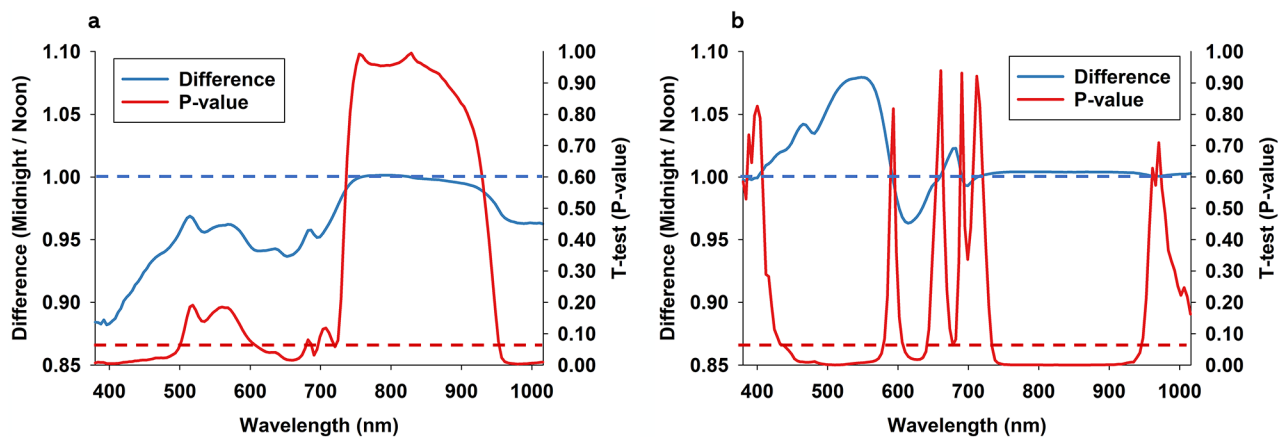 a
Difference (Midnight / Noon)
1.10
1.05
1.00
0.95
0.90
0.85
Difference
P-value
1.00
0.90
0.80
0.70
0.60
0.50
0.40
0.30
0.20
0.10
0.00
T-test (P-value)
400 500 600 700 800 900 1000
Wavelength (nm)
b
Difference (Midnight / Noon)
1.10
1.05
1.00
0.95
0.90
0.85
Difference
P-value
1.00
0.90
0.80
0.70
0.60
0.50
0.40
0.30
0.20
0.10
0.00
T-test (P-value)
400 500 600 700 800 900 1000
Wavelength (nm)